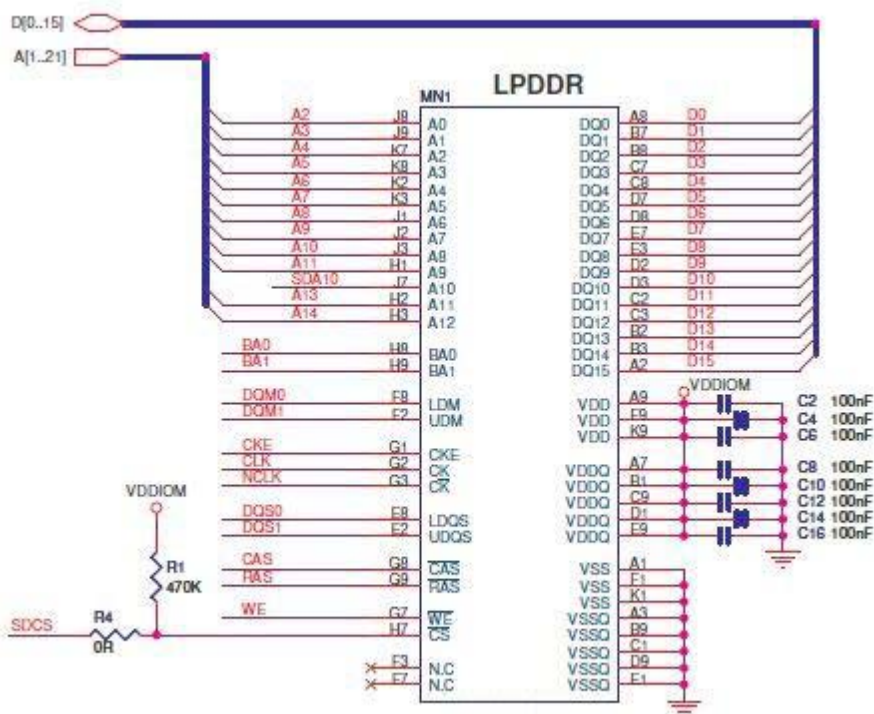 D[0..15]
A[1..21]
LPDDR
MN1
A2 J8 A0 DQ0 A8 D0
A3 J9 A1 DQ1 B7 D1
A4 K7 A2 DQ2 B8 D2
A5 K8 A3 DQ3 C7 D3
A6 K2 A4 DQ4 C8 D4
A7 K3 A5 DQ5 D7 D5
A8 J1 A6 DQ6 D8 D6
A9 J2 A7 DQ7 E7 D7
A10 J3 A8 DQ8 E3 D8
A11 H1 A9 DQ9 D2 D9
SDA10 J7 A10 DQ10 D3 D10
A13 H2 A11 DQ11 C2 D11
A14 H3 A12 DQ12 C3 D12
DQ13 B2 D13
BA0 H8 BA0 DQ14 B3 D14
BA1 H9 BA1 DQ15 A2 D15
VDDIOM
DQM0 F8 LDM VDD A9 C2 100nF
DQM1 F2 UDM VDD F9 C4 100nF
VDD K9 C6 100nF
CKE G1 CKE
CLK G2 CK VDDQ A7 C8 100nF
NCLK G3 CK VDDQ B1 C10 100nF
VDDIOM VDDQ C9 C12 100nF
DQS0 E8 LDQS VDDQ D1 C14 100nF
DQS1 E2 UDQS VDDQ E9 C16 100nF
CAS G8 CAS VSS A1
RAS G9 RAS VSS F1
R1
470K
VSS K1
WE G7 WE VSSQ A3
SDCS R4 0R H7 CS VSSQ B9
VSSQ C1
F3 N.C VSSQ D9
F7 N.C VSSQ E1